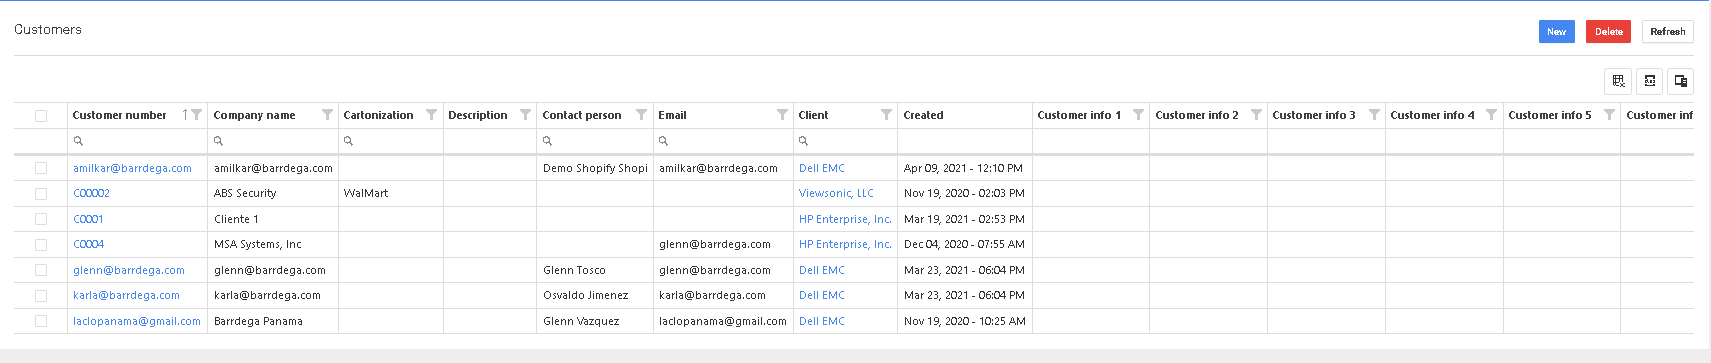 Customers
New Delete Refresh
Customer number Company name Cartonization Description Contact person Email Client Created Customer info 1 Customer info 2 Customer info 3 Customer info 4 Customer info 5 Customer inf
amilkar@barrdega.com amilkar@barrdega.com Demo Shopify Shopi amilkar@barrdega.com Dell EMC Apr 09, 2021 - 12:10 PM
C00002 ABS Security WalMart Viewsonic, LLC Nov 19, 2020 - 02:03 PM
C0001 Cliente 1 HP Enterprise, Inc. Mar 19, 2021 - 02:53 PM
C0004 MSA Systems, Inc glenn@barrdega.com HP Enterprise, Inc. Dec 04, 2020 - 07:55 AM
glenn@barrdega.com glenn@barrdega.com Glenn Tosco glenn@barrdega.com Dell EMC Mar 23, 2021 - 06:04 PM
karla@barrdega.com karla@barrdega.com Osvaldo Jimenez karla@barrdega.com Dell EMC Mar 23, 2021 - 06:04 PM
laclopanama@gmail.com Barrdega Panama Glenn Vazquez laclopanama@gmail.com Dell EMC Nov 19, 2020 - 10:25 AM